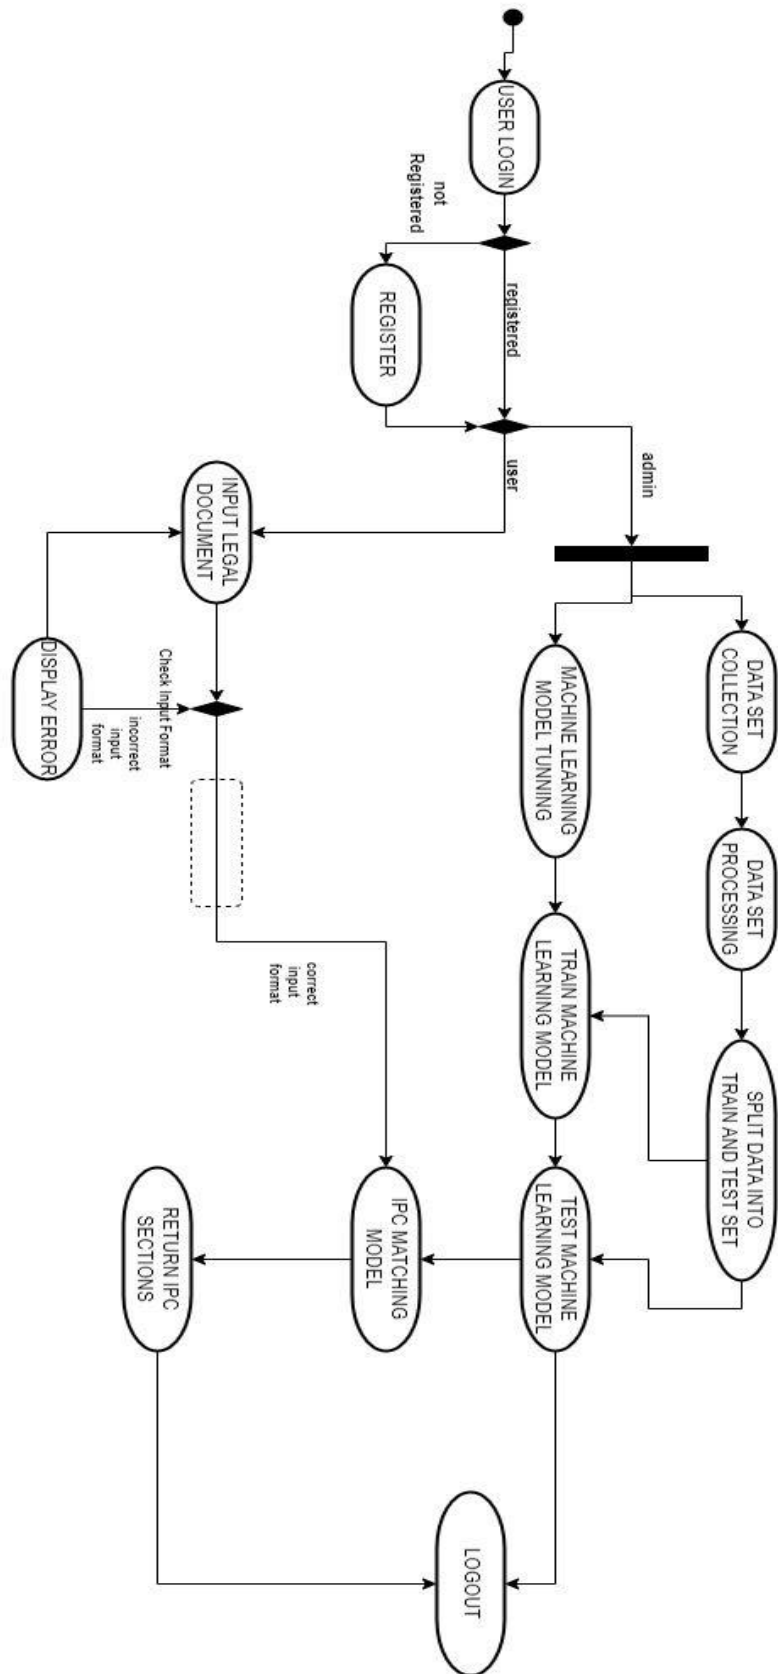 USER LOGIN
not
Registered
registered
REGISTER
admin
user
INPUT LEGAL
DOCUMENT
DISPLAY ERROR
Check Input Format
incorrect
input
format
correct
input
format
DATA SET
COLLECTION
DATA SET
PROCESSING
SPLIT DATA INTO
TRAIN AND TEST SET
MACHINE LEARNING
MODEL TUNNING
TRAIN MACHINE
LEARNING MODEL
TEST MACHINE
LEARNING MODEL
IPC MATCHING
MODEL
RETURN IPC
SECTIONS
LOGOUT